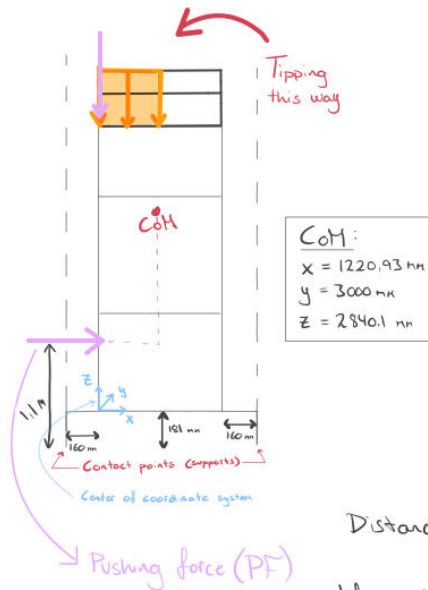 Tipping
this way
CoM
CoM:
x = 1220,93 mm
y = 3000 mm
z = 2840.1 mm
1,1 m
z
y
x
160 mm
181 mm
160 mm
Contact points (supports)
Center of coordinate system
Distanc
Pushing force (PF)